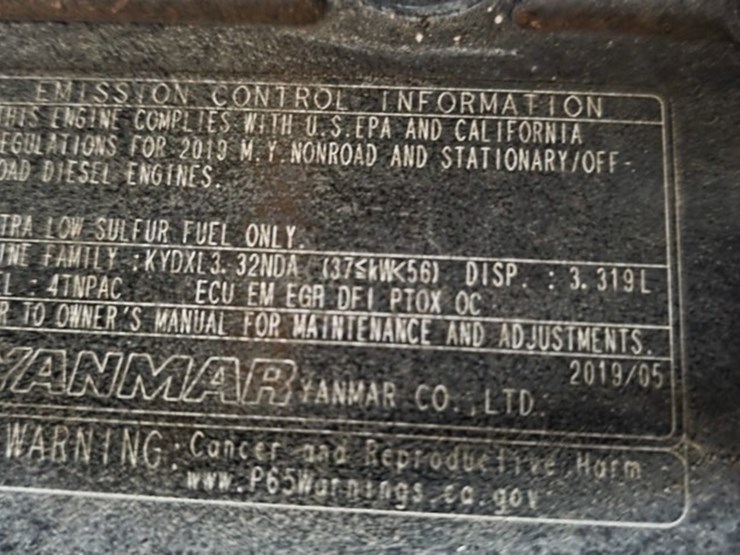 EMISSION CONTROL INFORMATION
THIS ENGINE COMPLIES WITH U.S.EPA AND CALIFORNIA
EGULATIONS FOR 2019 M.Y.NONROAD AND STATIONARY/OFF-
OAD DIESEL ENGINES.
TRA LOW SULFUR FUEL ONLY.
INE FAMILY :KYDXL3.32NDA (37≤kW<56) DISP. : 3.319L
L : 4TNPAC ECU EM EGR DFI PTOX OC
R TO OWNER'S MANUAL FOR MAINTENANCE AND ADJUSTMENTS.
2019/05
YANMAR YANMAR CO.,LTD.
WARNING: Cancer and Reproductive Harm
www.P65Warnings.ca.gov